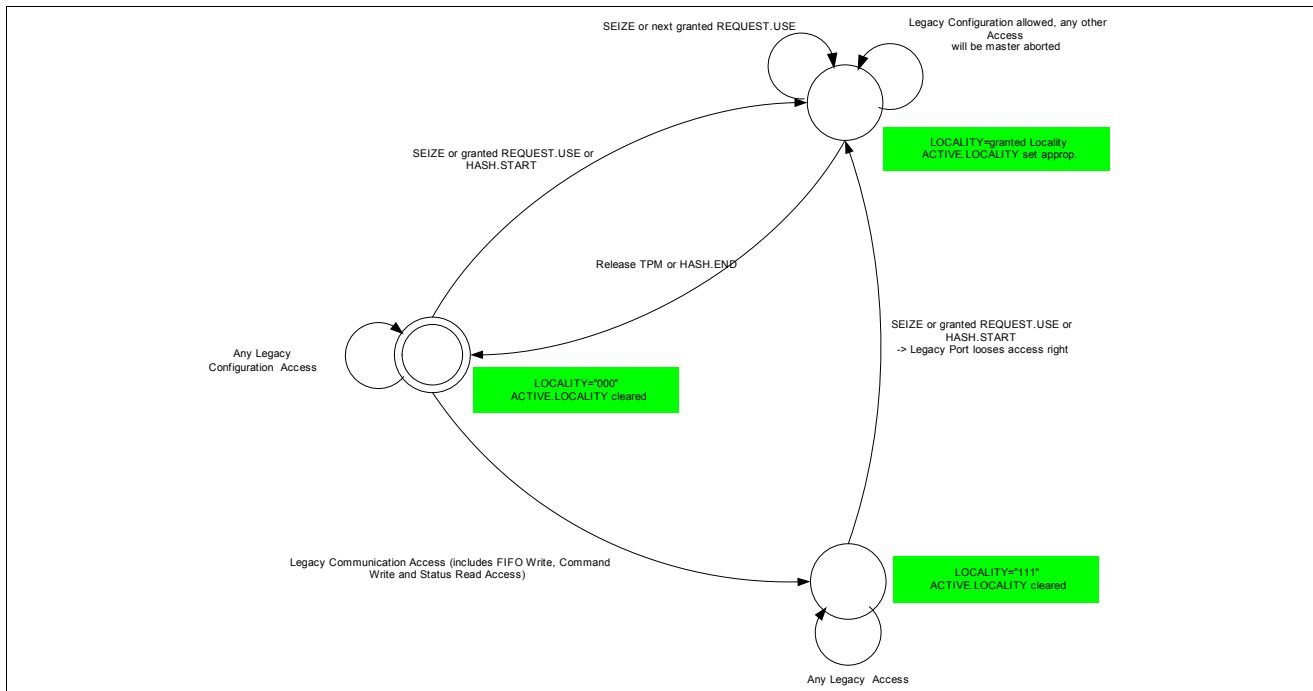 SEIZE or next granted REQUEST.USE
Legacy Configuration allowed, any other
Access
will be master aborted
LOCALITY=granted Locality
ACTIVE.LOCALITY set approp.
SEIZE or granted REQUEST.USE or
HASH.START
Release TPM or HASH.END
SEIZE or granted REQUEST.USE or
HASH.START
-> Legacy Port looses access right
Any Legacy
Configuration Access
LOCALITY="000"
ACTIVE.LOCALITY cleared
Legacy Communication Access (includes FIFO Write, Command
Write and Status Read Access)
LOCALITY="111"
ACTIVE.LOCALITY cleared
Any Legacy Access